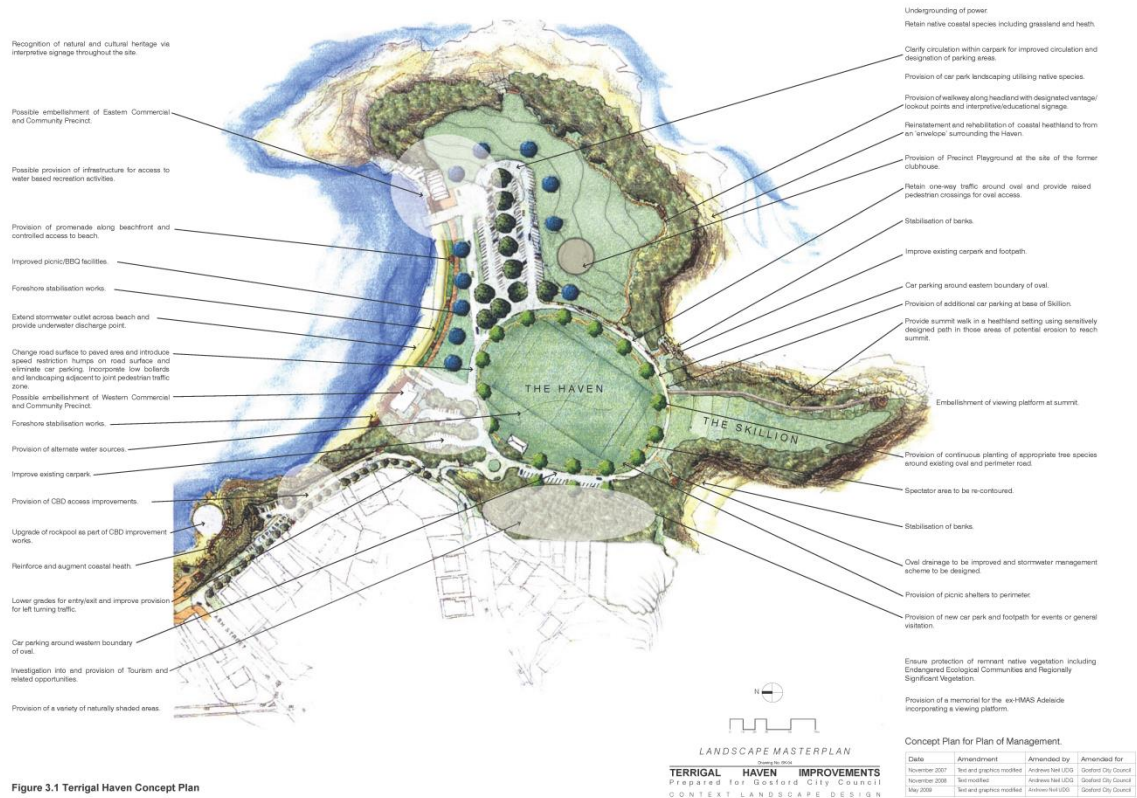 Recognition of natural and cultural heritage via
interpretive signage throughout the site.
Possible embellishment of Eastern Commercial
and Community Precinct.
Possible provision of infrastructure for access to
water based recreation activities.
Provision of promenade along beachfront and
controlled access to beach.
Improved picnic/BBQ facilities.
Foreshore stabilisation works.
Extend stormwater outlet across beach and
provide underwater discharge point.
Change road surface to paved area and introduce
speed restriction humps on road surface and
eliminate car parking. Incorporate low bollards
and landscaping adjacent to joint pedestrian traffic
zone.
Possible embellishment of Western Commercial
and Community Precinct.
Foreshore stabilisation works.
Provision of alternate water sources.
Improve existing carpark.
Provision of CBD access improvements.
Upgrade of rockpool as part of CBD improvement
works.
Reinforce and augment coastal heath.
Lower grades for entry/exit and improve provision
for left turning traffic.
Car parking around western boundary
of oval.
Investigation into and provision of Tourism and
related opportunities.
Provision of a variety of naturally shaded areas.
Figure 3.1 Terrigal Haven Concept Plan
THE HAVEN
THE SKILLION
ASH STREET
Undergrounding of power.
Retain native coastal species including grassland and heath.
Clarify circulation within carpark for improved circulation and
designation of parking areas.
Provision of car park landscaping utilising native species.
Provision of walkway along headland with designated vantage/
lookout points and interpretive/educational signage.
Reinstatement and rehabilitation of coastal heathland to from
an 'envelope' surrounding the Haven.
Provision of Precinct Playground at the site of the former
clubhouse.
Retain one-way traffic around oval and provide raised
pedestrian crossings for oval access.
Stabilisation of banks.
Improve existing carpark and footpath.
Car parking around eastern boundary of oval.
Provision of additional car parking at base of Skillion.
Provide summit walk in a heathland setting using sensitively
designed path in those areas of potential erosion to reach
summit.
Embellishment of viewing platform at summit.
Provision of continuous planting of appropriate tree species
around existing oval and perimeter road.
Spectator area to be re-contoured.
Stabilisation of banks.
Oval drainage to be improved and stormwater management
scheme to be designed.
Provision of picnic shelters to perimeter.
Provision of new car park and footpath for events or general
visitation.
Ensure protection of remnant native vegetation including
Endangered Ecological Communities and Regionally
Significant Vegetation.
Provision of a memorial for the ex-HMAS Adelaide
incorporating a viewing platform.
N
LANDSCAPE MASTERPLAN
TERRIGAL HAVEN IMPROVEMENTS
Prepared for Gosford City Council
CONTEXT LANDSCAPE DESIGN
Concept Plan for Plan of Management.
Date Amendment Amended by Amended for
November 2007 Text and graphics modified Andrews Neil UDG Gosford City Council
November 2008 Text modified Andrews Neil UDG Gosford City Council
May 2009 Text and graphics modified Andrews Neil UDG Gosford City Council